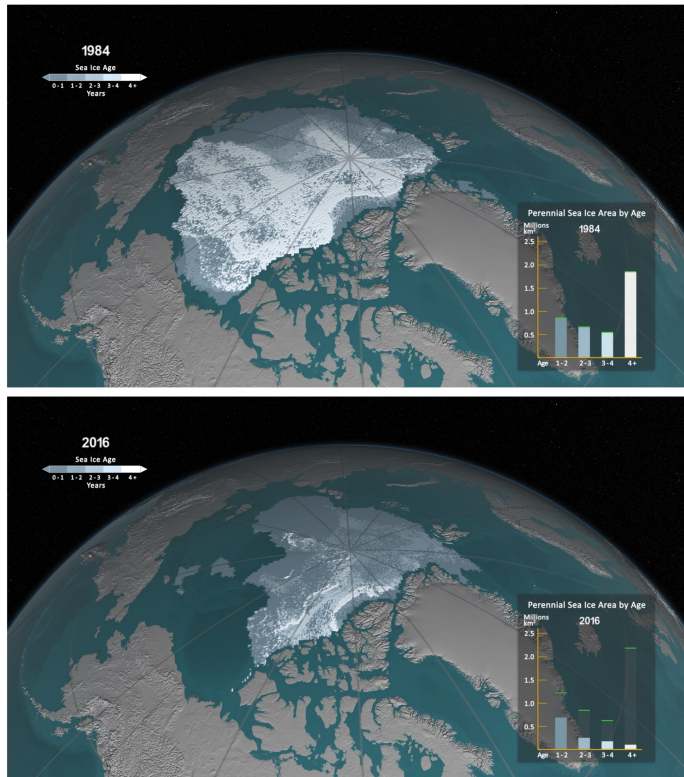 1984
Sea Ice Age
0-1 1-2 2-3 3-4 4+
Years
Perennial Sea Ice Area by Age
Millions
km²
1984
2.5
2.0
1.5
1.0
0.5
Age 1-2 2-3 3-4 4+
2016
Sea Ice Age
0-1 1-2 2-3 3-4 4+
Years
Perennial Sea Ice Area by Age
Millions
km²
2016
2.5
2.0
1.5
1.0
0.5
Age 1-2 2-3 3-4 4+